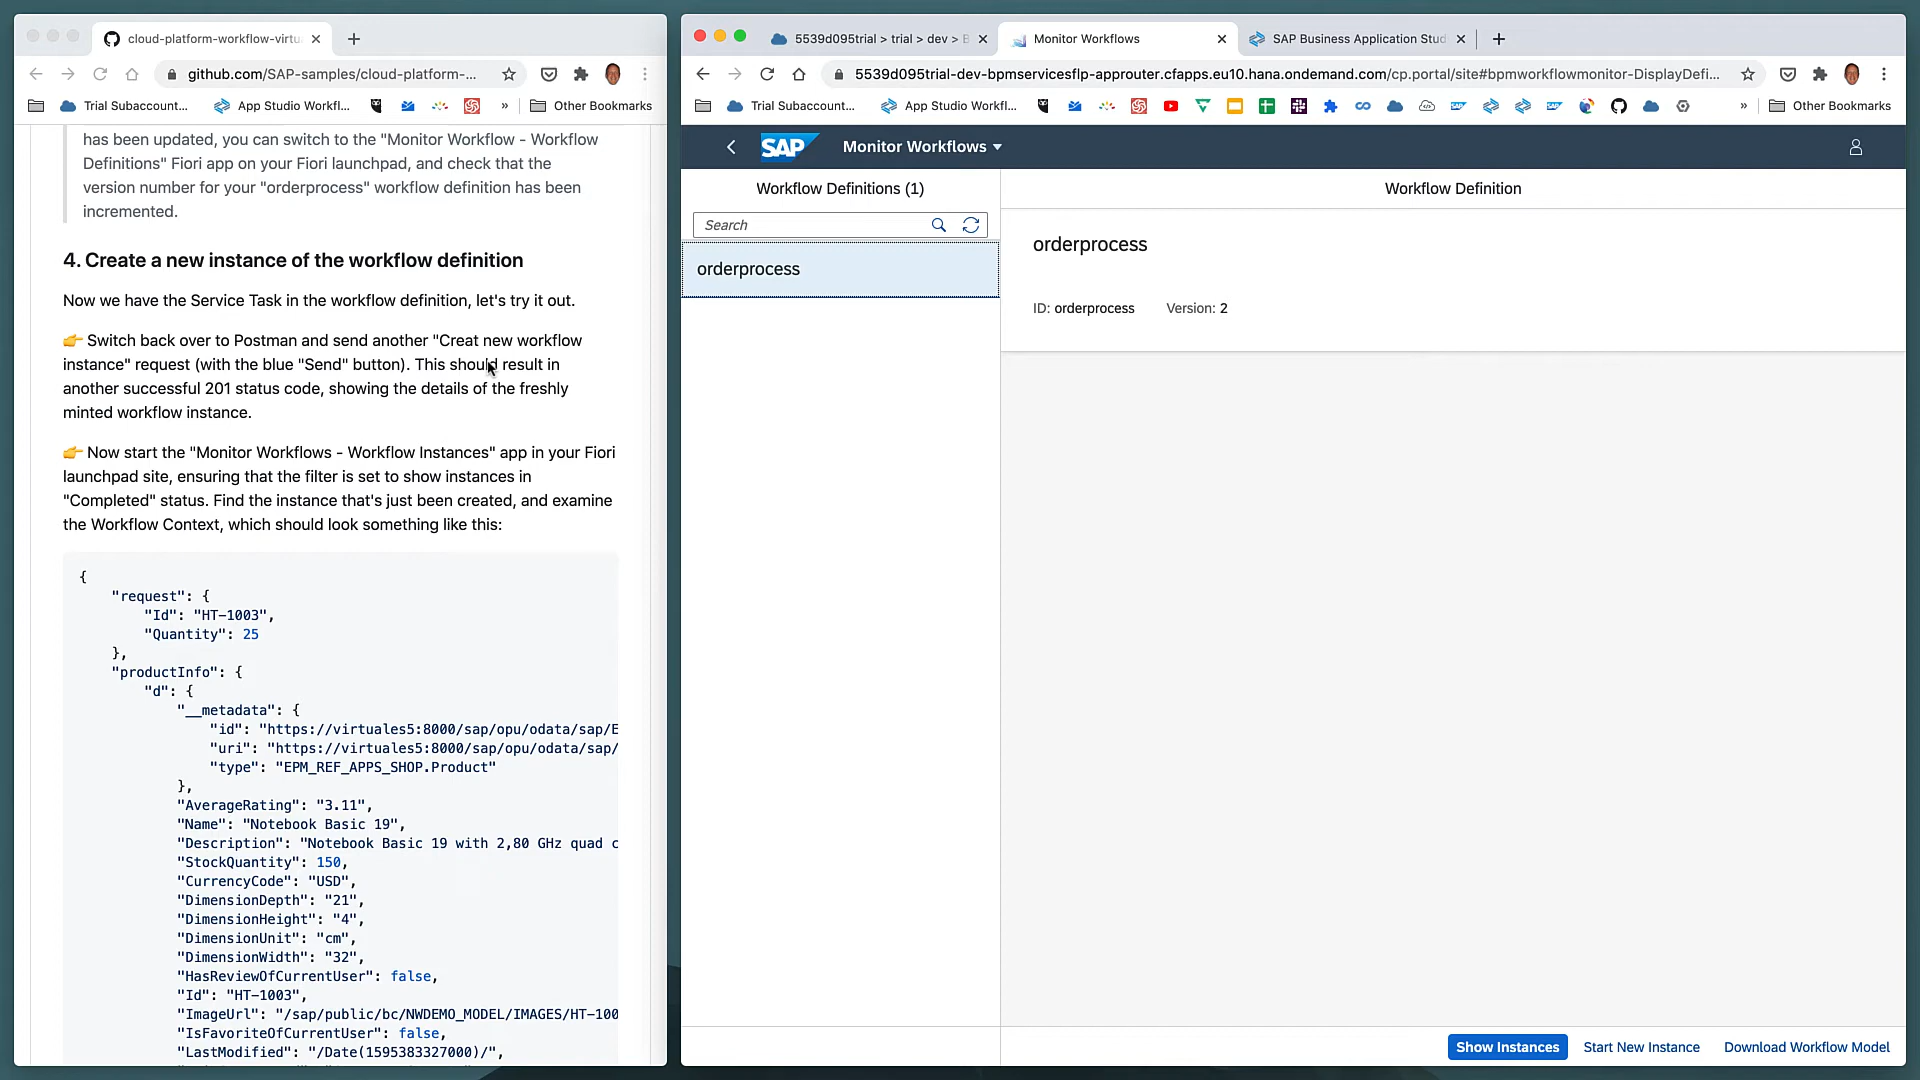 cloud-platform-workflow-virtu
github.com/SAP-samples/cloud-platform-...
Trial Subaccount...
App Studio Workfl...
»
Other Bookmarks
has been updated, you can switch to the "Monitor Workflow - Workflow
Definitions" Fiori app on your Fiori launchpad, and check that the
version number for your "orderprocess" workflow definition has been
incremented.
4. Create a new instance of the workflow definition
Now we have the Service Task in the workflow definition, let's try it out.
👉 Switch back over to Postman and send another "Creat new workflow
instance" request (with the blue "Send" button). This should result in
another successful 201 status code, showing the details of the freshly
minted workflow instance.
👉 Now start the "Monitor Workflows - Workflow Instances" app in your Fiori
launchpad site, ensuring that the filter is set to show instances in
"Completed" status. Find the instance that's just been created, and examine
the Workflow Context, which should look something like this:
{
"request": {
"Id": "HT-1003",
"Quantity": 25
},
"productInfo": {
"d": {
"__metadata": {
"id": "https://virtuales5:8000/sap/opu/odata/sap/E
"uri": "https://virtuales5:8000/sap/opu/odata/sap/
"type": "EPM_REF_APPS_SHOP.Product"
},
"AverageRating": "3.11",
"Name": "Notebook Basic 19",
"Description": "Notebook Basic 19 with 2,80 GHz quad c
"StockQuantity": 150,
"CurrencyCode": "USD",
"DimensionDepth": "21",
"DimensionHeight": "4",
"DimensionUnit": "cm",
"DimensionWidth": "32",
"HasReviewOfCurrentUser": false,
"Id": "HT-1003",
"ImageUrl": "/sap/public/bc/NWDEMO_MODEL/IMAGES/HT-100
"IsFavoriteOfCurrentUser": false,
"LastModified": "/Date(1595383327000)/",
5539d095trial > trial > dev > B
Monitor Workflows
SAP Business Application Stud
5539d095trial-dev-bpmservicesflp-approuter.cfapps.eu10.hana.ondemand.com/cp.portal/site#bpmworkflowmonitor-DisplayDefi...
Trial Subaccount...
App Studio Workfl...
»
Other Bookmarks
SAP
Monitor Workflows
Workflow Definitions (1)
Search
orderprocess
Workflow Definition
orderprocess
ID: orderprocess
Version: 2
Show Instances
Start New Instance
Download Workflow Model